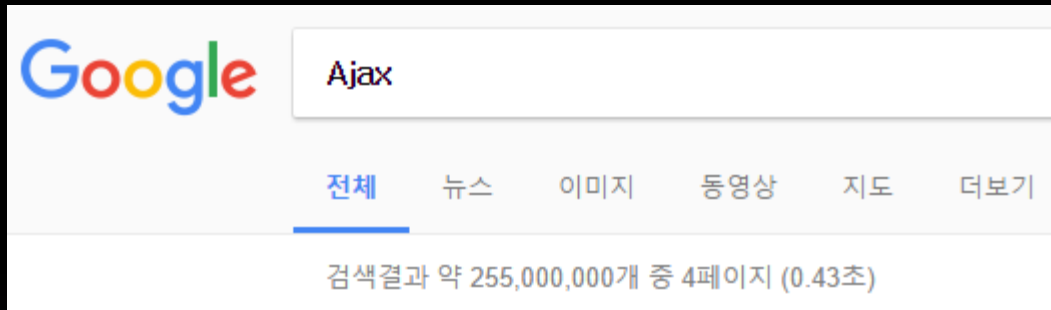 Google Ajax
전체 뉴스 이미지 동영상 지도 더보기
검색결과 약 255,000,000개 중 4페이지 (0.43초)